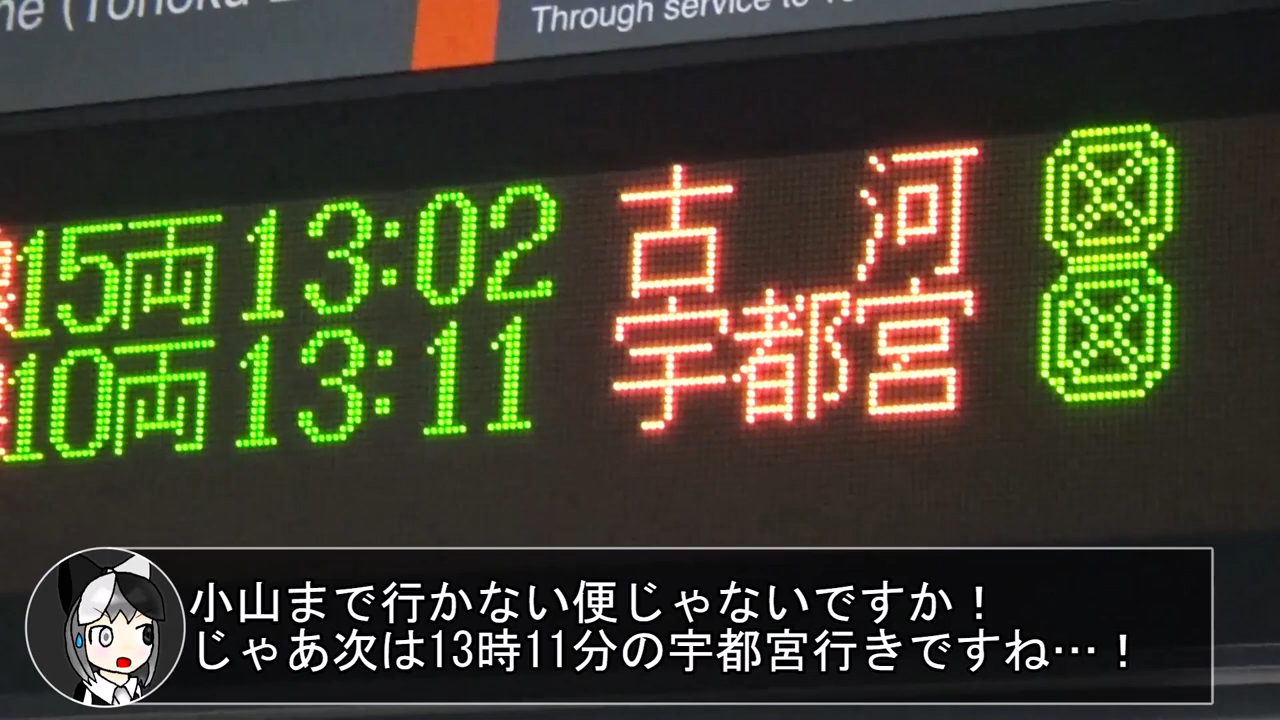 Through service to
15両 13:02 古河
10両 13:11 宇都宮
小山まで行かない便じゃないですか！
じゃあ次は13時11分の宇都宮行きですね…！